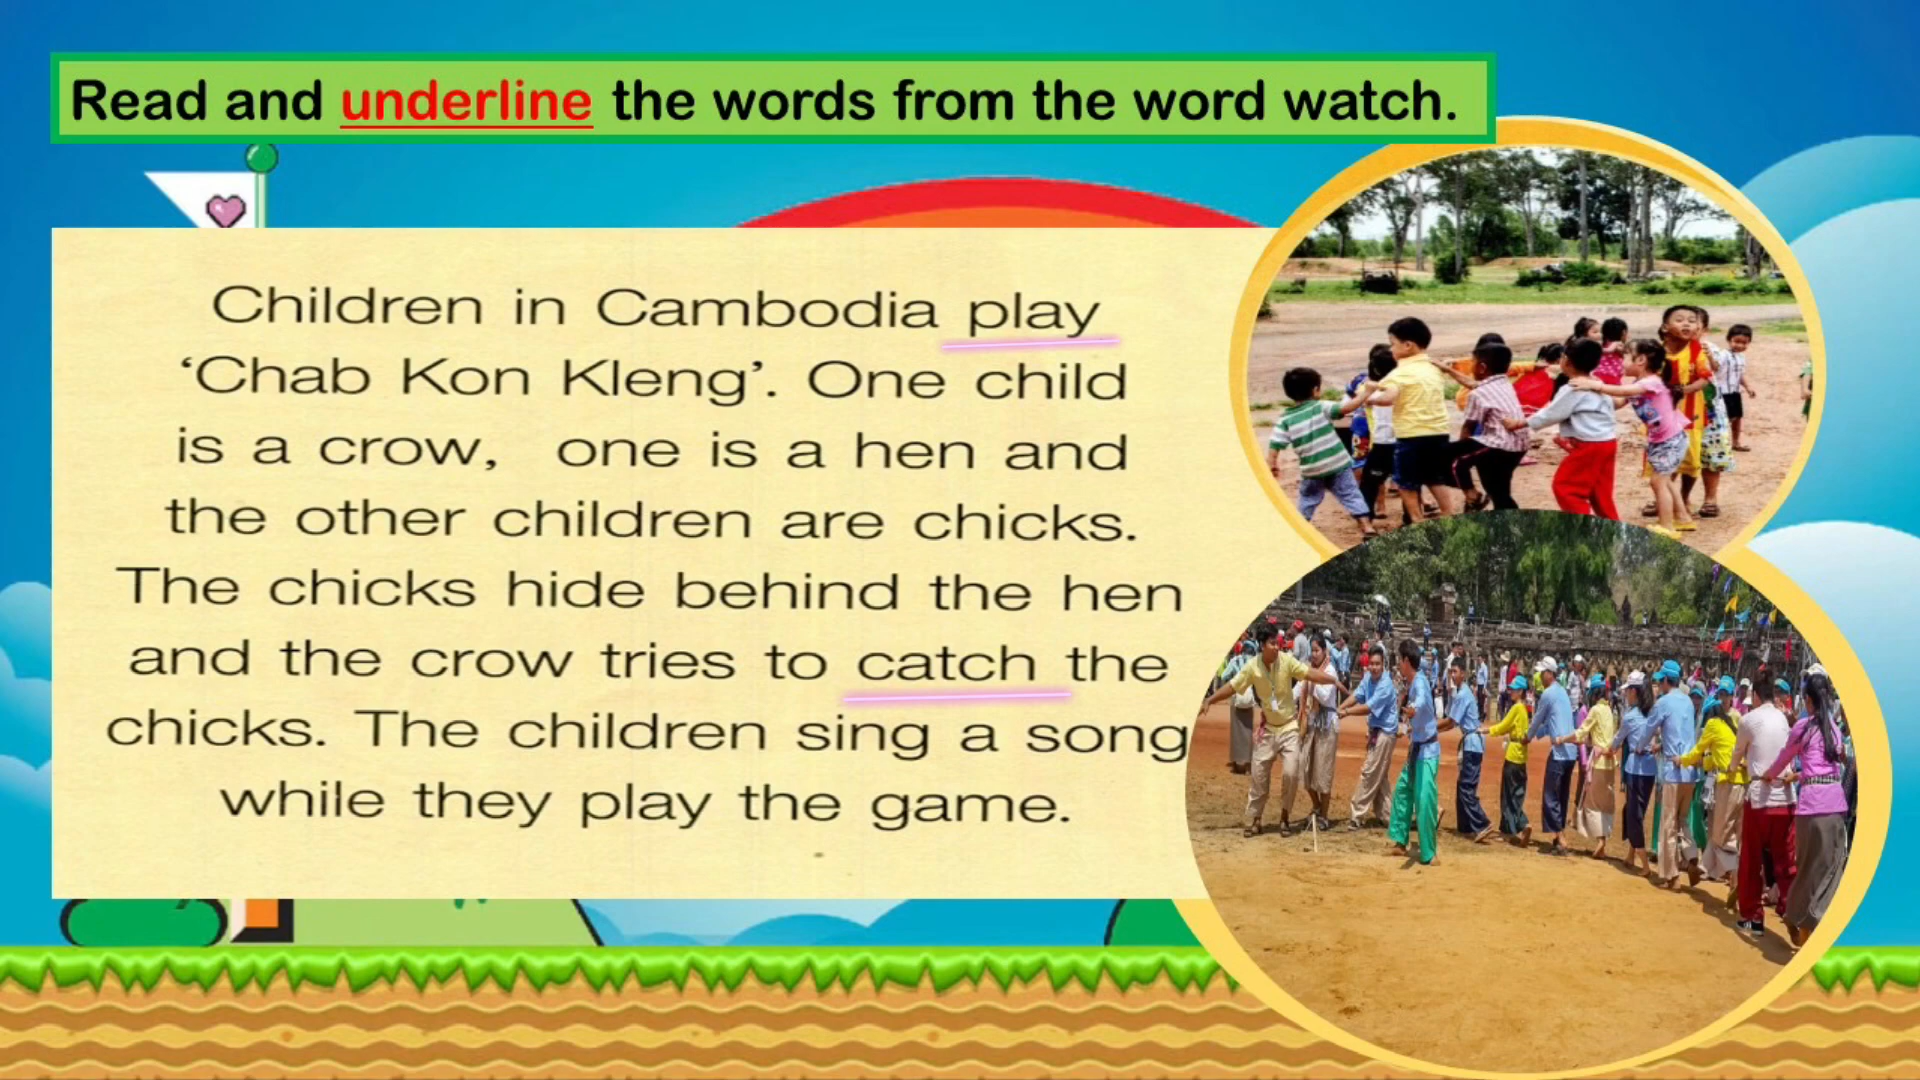 Read and underline the words from the word watch.
Children in Cambodia play
‘Chab Kon Kleng’. One child
is a crow, one is a hen and
the other children are chicks.
The chicks hide behind the hen
and the crow tries to catch the
chicks. The children sing a song
while they play the game.